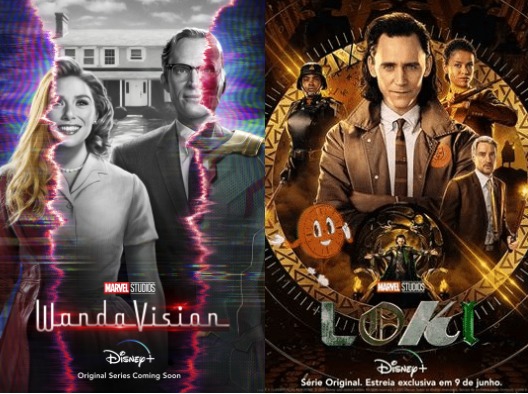 MARVEL STUDIOS
WandaVision
Disney+
Original Series Coming Soon
MARVEL STUDIOS
LOKI
Disney+
Série Original. Estreia exclusiva em 9 de junho.